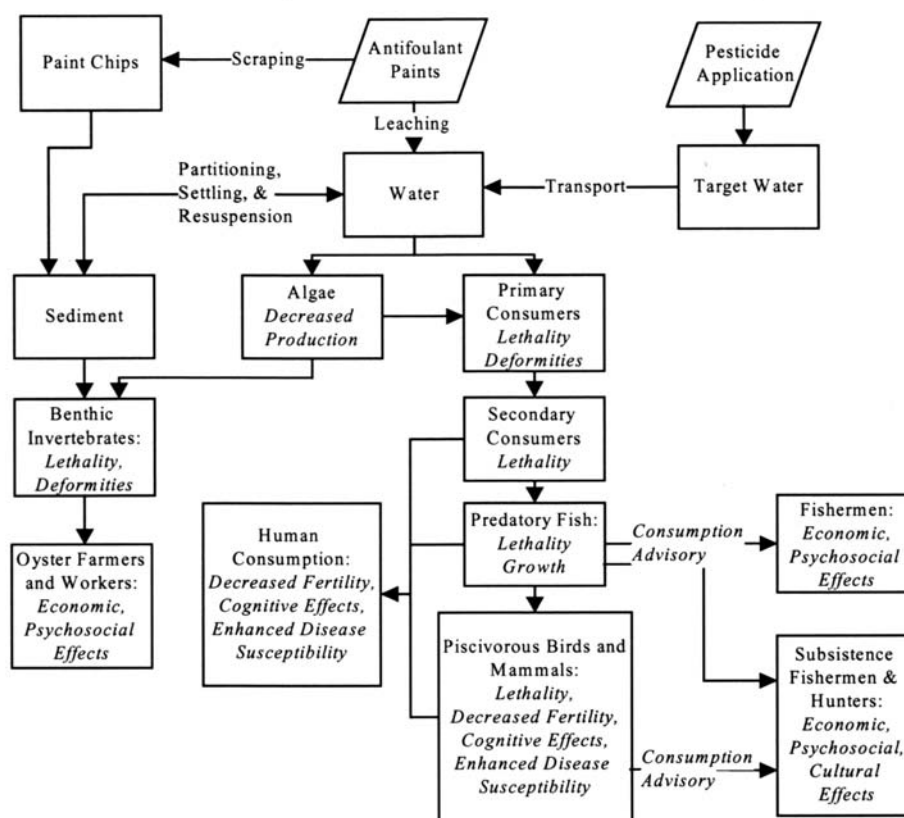 Paint Chips
Scraping
Antifoulant
Paints
Pesticide
Application
Leaching
Partitioning,
Settling, &
Resuspension
Water
Transport
Target Water
Sediment
Algae
Decreased
Production
Primary
Consumers
Lethality
Deformities
Benthic
Invertebrates:
Lethality,
Deformities
Secondary
Consumers
Lethality
Oyster Farmers
and Workers:
Economic,
Psychosocial
Effects
Human
Consumption:
Decreased Fertility,
Cognitive Effects,
Enhanced Disease
Susceptibility
Predatory Fish:
Lethality
Growth
Consumption
Advisory
Fishermen:
Economic,
Psychosocial
Effects
Piscivorous Birds and
Mammals:
Lethality,
Decreased Fertility,
Cognitive Effects,
Enhanced Disease
Susceptibility
Consumption
Advisory
Subsistence
Fishermen &
Hunters:
Economic,
Psychosocial,
Cultural
Effects